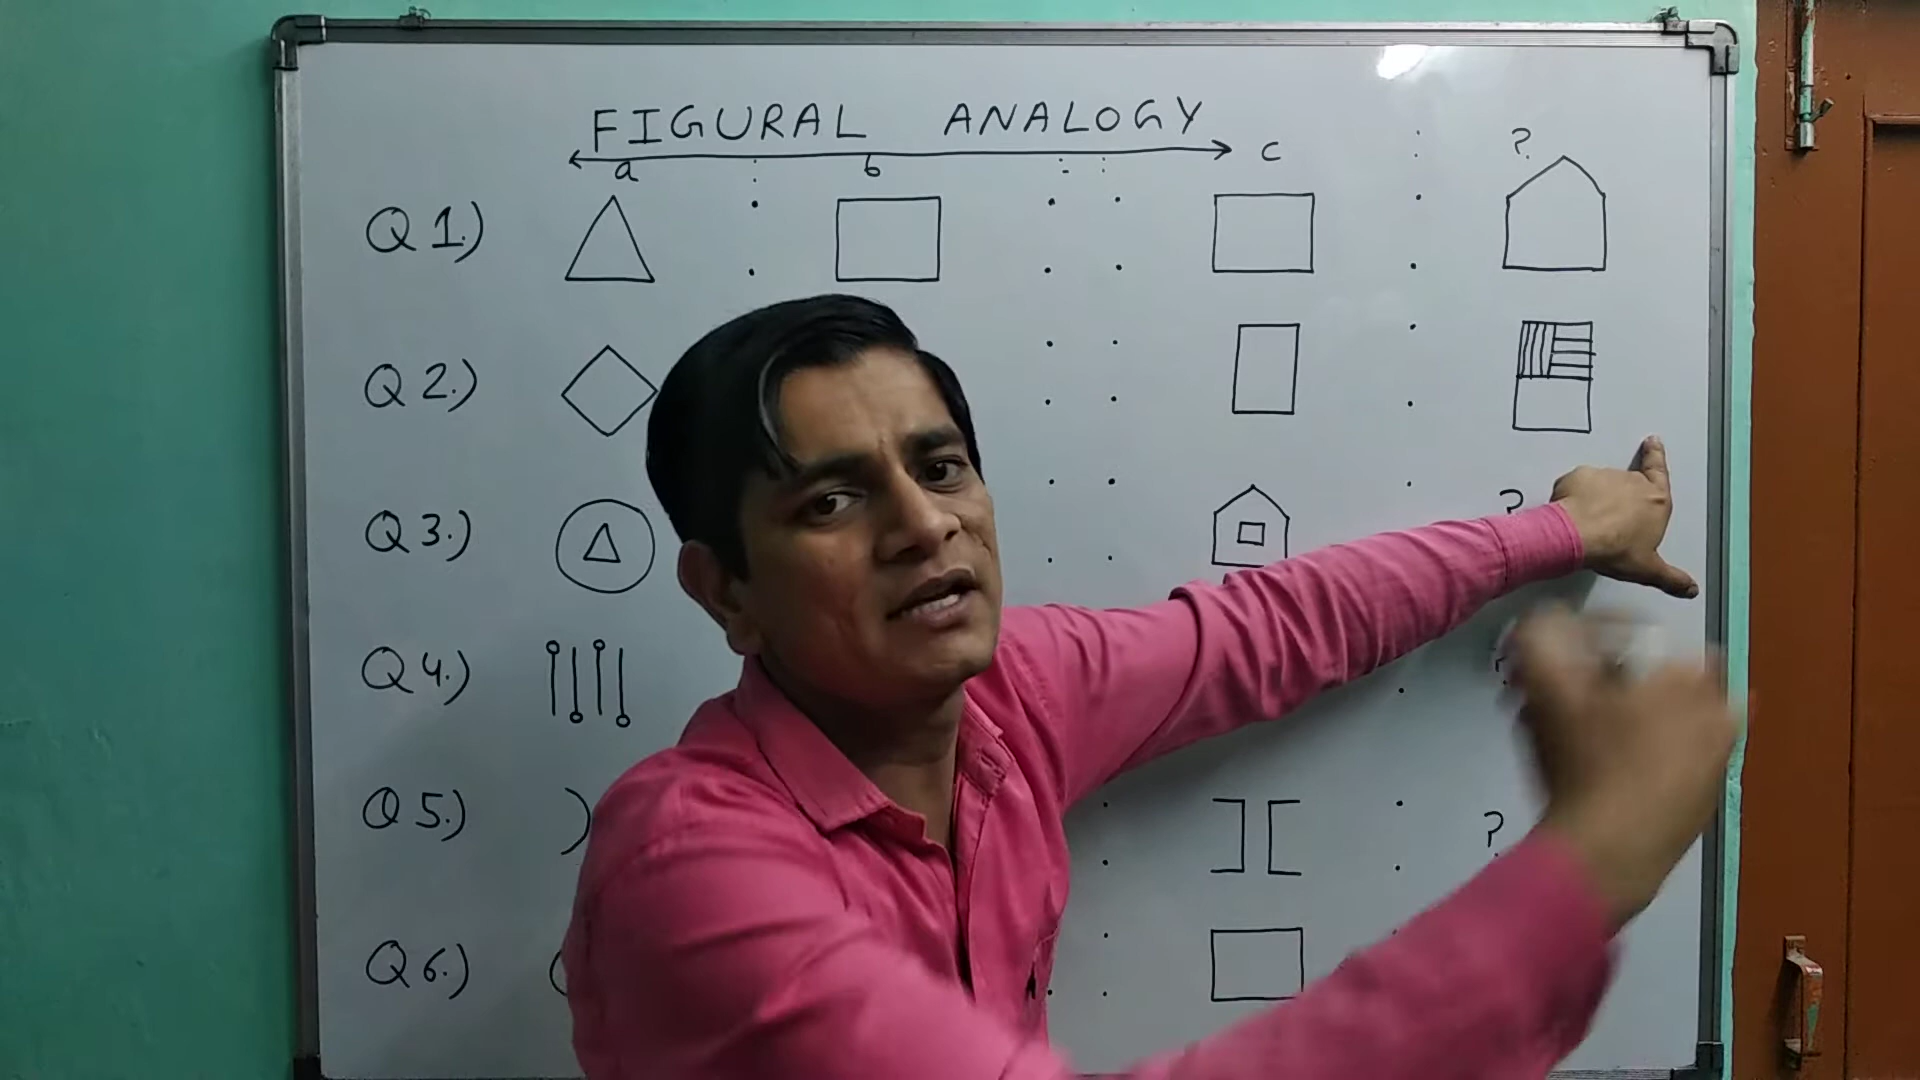 FIGURAL ANALOGY
a : b :: c : ?
Q 1.) : :: :
Q 2.) :: :
Q 3.) :: : ?
Q 4.) : ?
Q 5.) : : ?
Q 6.) ::